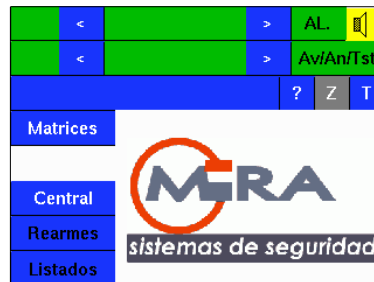 < > AL.
< > Av/An/Tst
? Z T
Matrices
MIRA
Central
Rearmes
sistemas de seguridad
Listados